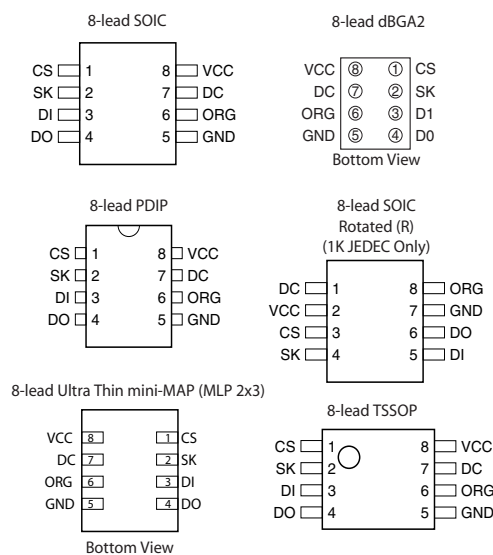 8-lead SOIC
CS 1 8 VCC
SK 2 7 DC
DI 3 6 ORG
DO 4 5 GND
8-lead dBGA2
VCC 8 1 CS
DC 7 2 SK
ORG 6 3 D1
GND 5 4 D0
Bottom View
8-lead PDIP
CS 1 8 VCC
SK 2 7 DC
DI 3 6 ORG
DO 4 5 GND
8-lead SOIC
Rotated (R)
(1K JEDEC Only)
DC 1 8 ORG
VCC 2 7 GND
CS 3 6 DO
SK 4 5 DI
8-lead Ultra Thin mini-MAP (MLP 2x3)
VCC 8 1 CS
DC 7 2 SK
ORG 6 3 DI
GND 5 4 DO
Bottom View
8-lead TSSOP
CS 1 8 VCC
SK 2 7 DC
DI 3 6 ORG
DO 4 5 GND